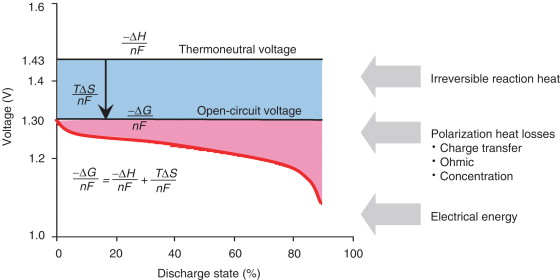 1.6
1.43
1.4
1.30
1.2
1.0
Voltage (V)
0
20
40
60
80
100
Discharge state (%)
−ΔH
nF
Thermoneutral voltage
TΔS
nF
−ΔG
nF
Open-circuit voltage
−ΔG/nF = −ΔH/nF + TΔS/nF
Irreversible reaction heat
Polarization heat losses
• Charge transfer
• Ohmic
• Concentration
Electrical energy